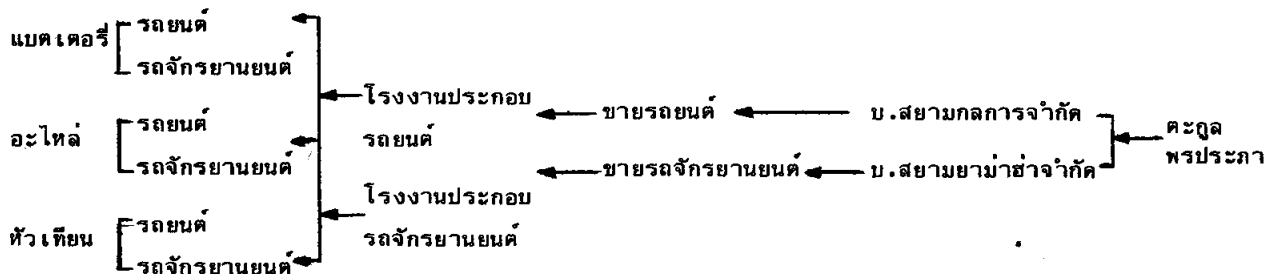 แบตเตอรี่
รถยนต์
รถจักรยานยนต์
อะไหล่
รถยนต์
รถจักรยานยนต์
หัวเทียน
รถยนต์
รถจักรยานยนต์
โรงงานประกอบ
รถยนต์
โรงงานประกอบ
รถจักรยานยนต์
ขายรถยนต์
ขายรถจักรยานยนต์
บ.สยามกลการจำกัด
บ.สยามยาม่าฮ่าจำกัด
ตะกูล
พรประภา